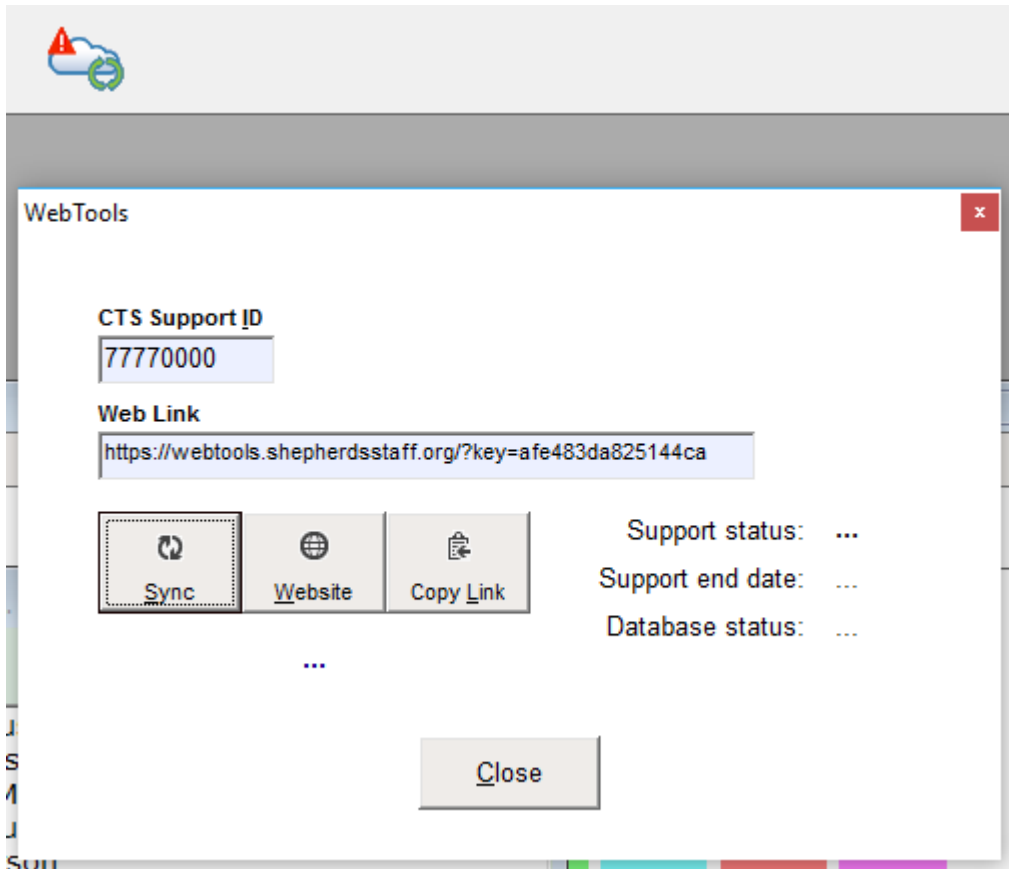 WebTools
x
CTS Support ID
77770000
Web Link
https://webtools.shepherdsstaff.org/?key=afe483da825144ca
Sync
Website
Copy Link
...
Support status: ...
Support end date: ...
Database status: ...
Close
son